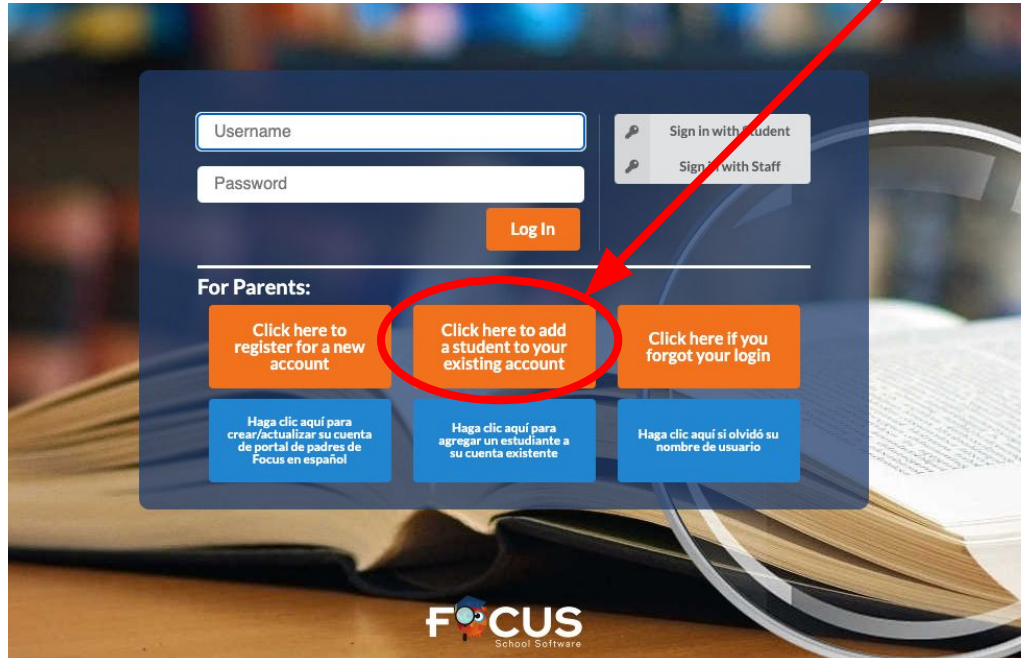 Username
Sign in with Student
Password
Sign in with Staff
Log In
For Parents:
Click here to
register for a new
account
Click here to add
a student to your
existing account
Click here if you
forgot your login
Haga clic aquí para
crear/actualizar su cuenta
de portal de padres de
Focus en español
Haga clic aquí para
agregar un estudiante a
su cuenta existente
Haga clic aquí si olvidó su
nombre de usuario
FOCUS
School Software